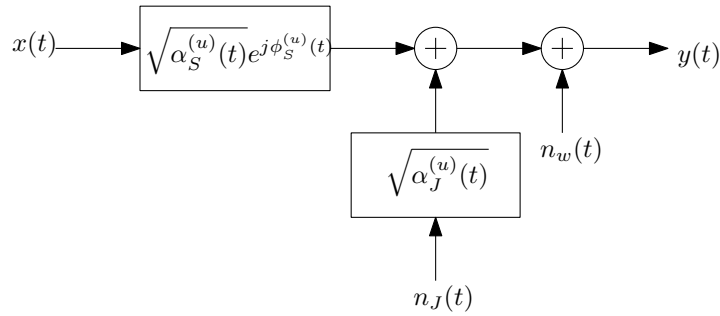 x(t)
√α_S^(u)(t) e^{jϕ_S^(u)(t)}
+
+
y(t)
n_w(t)
√α_J^(u)(t)
n_J(t)